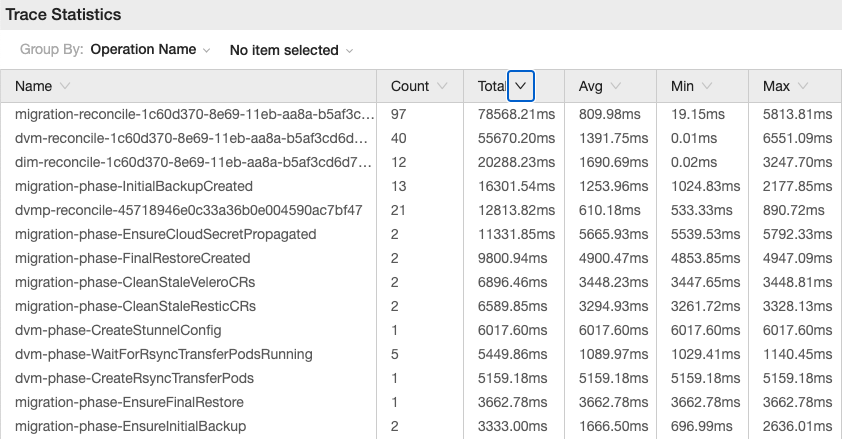 Trace Statistics
Group By: Operation Name No item selected
Name Count Total Avg Min Max
migration-reconcile-1c60d370-8e69-11eb-aa8a-b5af3c... 97 78568.21ms 809.98ms 19.15ms 5813.81ms
dvm-reconcile-1c60d370-8e69-11eb-aa8a-b5af3cd6d... 40 55670.20ms 1391.75ms 0.01ms 6551.09ms
dim-reconcile-1c60d370-8e69-11eb-aa8a-b5af3cd6d7... 12 20288.23ms 1690.69ms 0.02ms 3247.70ms
migration-phase-InitialBackupCreated 13 16301.54ms 1253.96ms 1024.83ms 2177.85ms
dvmp-reconcile-45718946e0c33a36b0e004590ac7bf47 21 12813.82ms 610.18ms 533.33ms 890.72ms
migration-phase-EnsureCloudSecretPropagated 2 11331.85ms 5665.93ms 5539.53ms 5792.33ms
migration-phase-FinalRestoreCreated 2 9800.94ms 4900.47ms 4853.85ms 4947.09ms
migration-phase-CleanStaleVeleroCRs 2 6896.46ms 3448.23ms 3447.65ms 3448.81ms
migration-phase-CleanStaleResticCRs 2 6589.85ms 3294.93ms 3261.72ms 3328.13ms
dvm-phase-CreateStunnelConfig 1 6017.60ms 6017.60ms 6017.60ms 6017.60ms
dvm-phase-WaitForRsyncTransferPodsRunning 5 5449.86ms 1089.97ms 1029.41ms 1140.45ms
dvm-phase-CreateRsyncTransferPods 1 5159.18ms 5159.18ms 5159.18ms 5159.18ms
migration-phase-EnsureFinalRestore 1 3662.78ms 3662.78ms 3662.78ms 3662.78ms
migration-phase-EnsureInitialBackup 2 3333.00ms 1666.50ms 696.99ms 2636.01ms